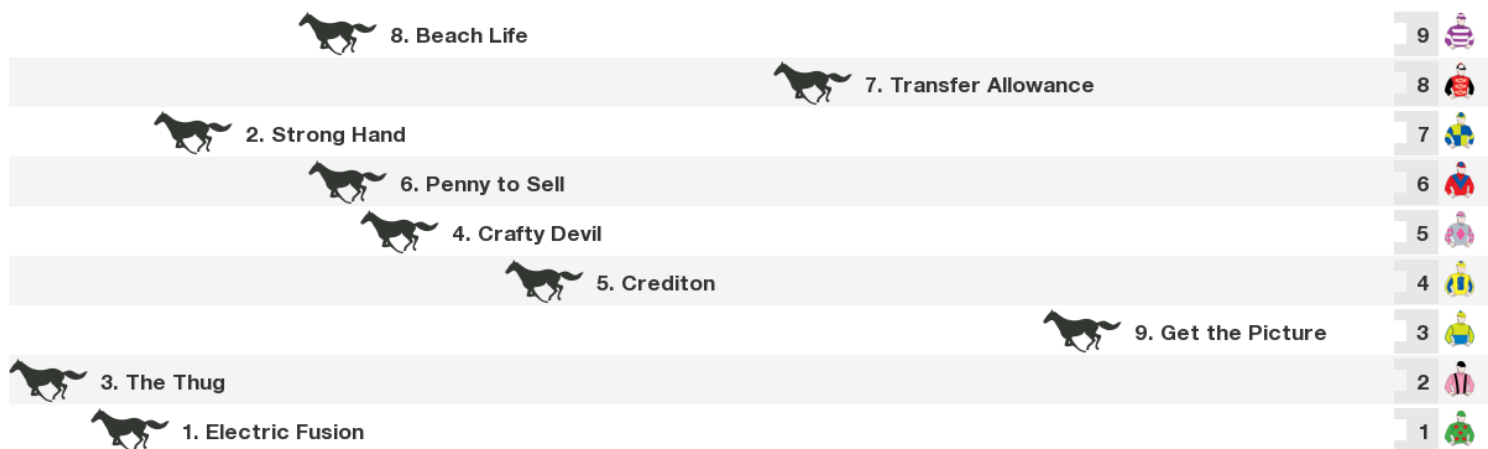 8. Beach Life 9
7. Transfer Allowance 8
2. Strong Hand 7
6. Penny to Sell 6
4. Crafty Devil 5
5. Crediton 4
9. Get the Picture 3
3. The Thug 2
1. Electric Fusion 1